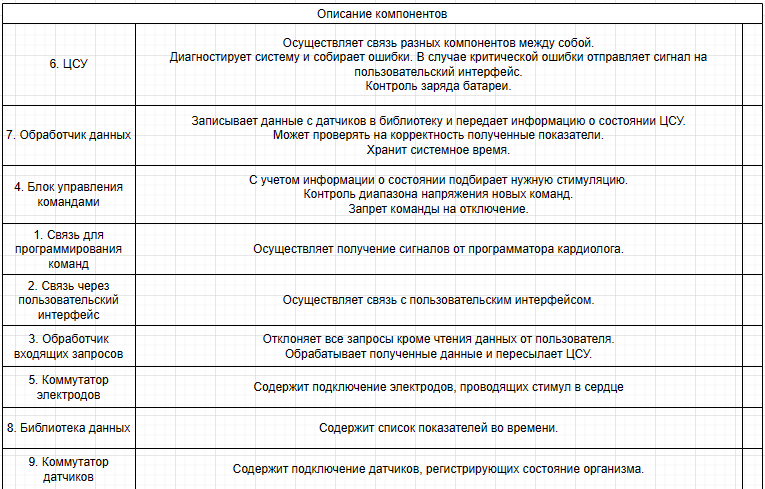 Описание компонентов
6. ЦСУ
Осуществляет связь разных компонентов между собой.
Диагностирует систему и собирает ошибки. В случае критической ошибки отправляет сигнал на
пользовательский интерфейс.
Контроль заряда батареи.
7. Обработчик данных
Записывает данные с датчиков в библиотеку и передает информацию о состоянии ЦСУ.
Может проверять на корректность полученные показатели.
Хранит системное время.
4. Блок управления
командами
С учетом информации о состоянии подбирает нужную стимуляцию.
Контроль диапазона напряжения новых команд.
Запрет команды на отключение.
1. Связь для
программирования
команд
Осуществляет получение сигналов от программатора кардиолога.
2. Связь через
пользовательский
интерфейс
Осуществляет связь с пользовательским интерфейсом.
3. Обработчик
входящих запросов
Отклоняет все запросы кроме чтения данных от пользователя.
Обрабатывает полученные данные и пересылает ЦСУ.
5. Коммутатор
электродов
Содержит подключение электродов, проводящих стимул в сердце
8. Библиотека данных
Содержит список показателей во времени.
9. Коммутатор
датчиков
Содержит подключение датчиков, регистрирующих состояние организма.